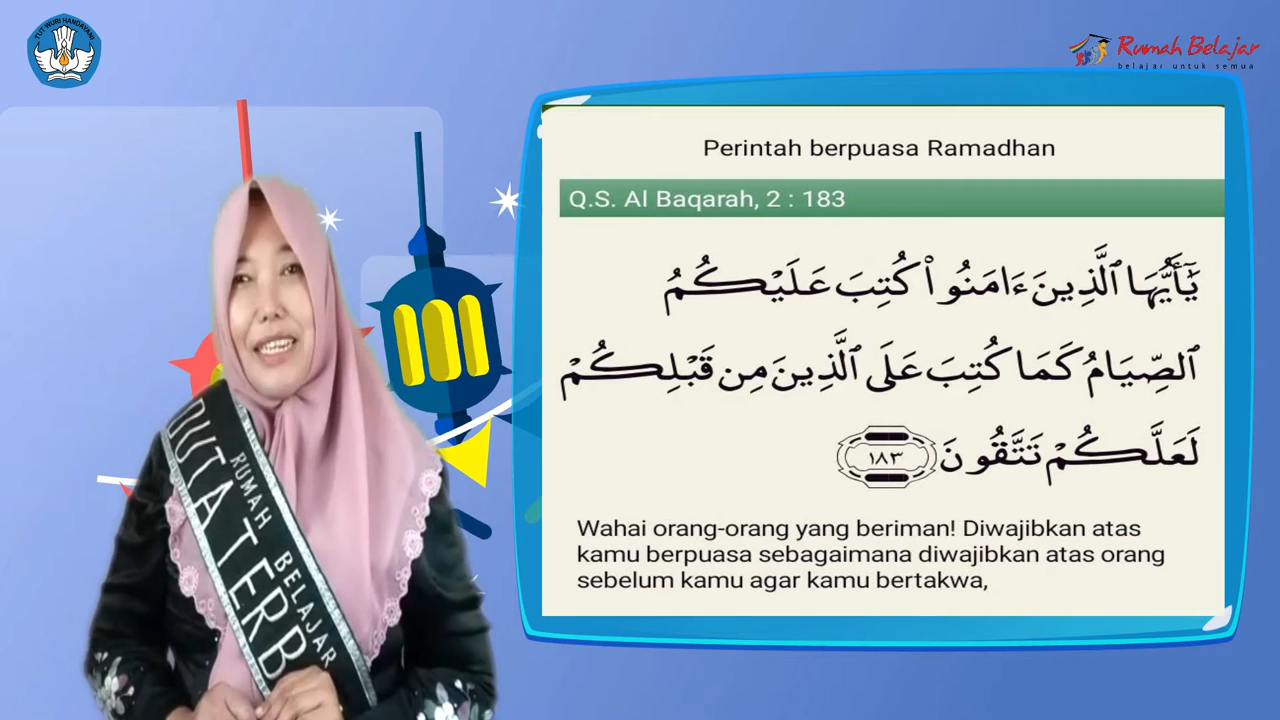 TUT WURI HANDAYANI
Rumah Belajar
belajar untuk semua
Perintah berpuasa Ramadhan
Q.S. Al Baqarah, 2 : 183
يَٰٓأَيُّهَا ٱلَّذِينَ ءَامَنُوا۟ كُتِبَ عَلَيْكُمُ
ٱلصِّيَامُ كَمَا كُتِبَ عَلَى ٱلَّذِينَ مِن قَبْلِكُمْ
لَعَلَّكُمْ تَتَّقُونَ ١٨٣
Wahai orang-orang yang beriman! Diwajibkan atas
kamu berpuasa sebagaimana diwajibkan atas orang
sebelum kamu agar kamu bertakwa,
RUMAH BELAJAR
DUTA TERB